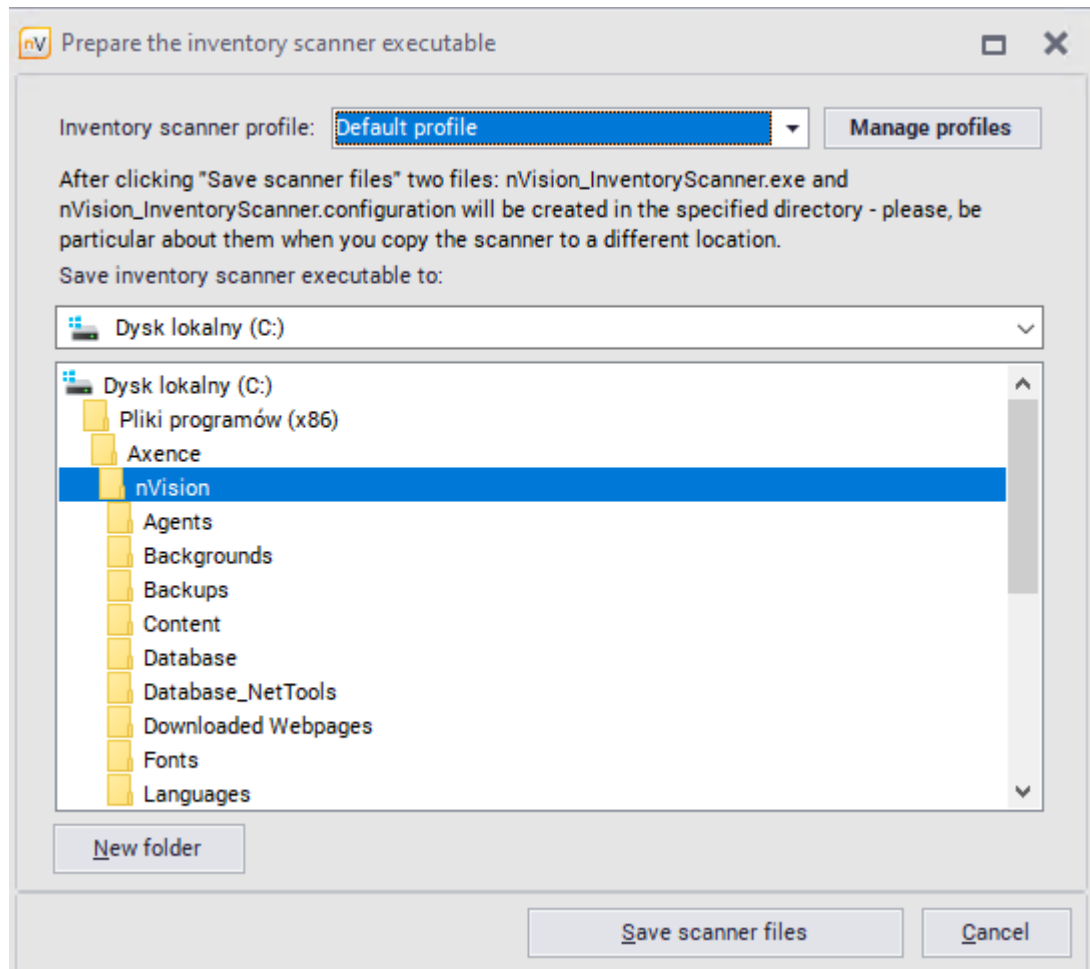 nV Prepare the inventory scanner executable
Inventory scanner profile: Default profile Manage profiles
After clicking "Save scanner files" two files: nVision_InventoryScanner.exe and
nVision_InventoryScanner.configuration will be created in the specified directory - please, be
particular about them when you copy the scanner to a different location.
Save inventory scanner executable to:
Dysk lokalny (C:)
Dysk lokalny (C:)
Pliki programów (x86)
Axence
nVision
Agents
Backgrounds
Backups
Content
Database
Database_NetTools
Downloaded Webpages
Fonts
Languages
New folder
Save scanner files Cancel